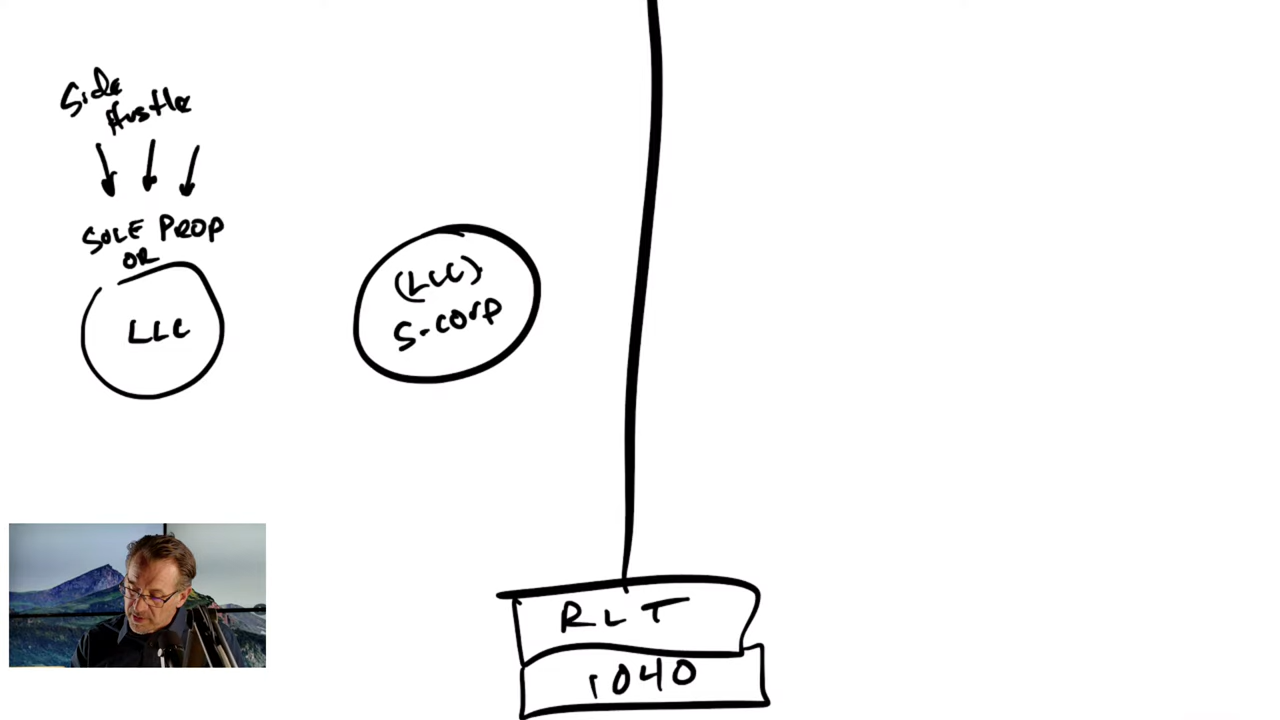 Side
Hustle
SOLE PROP
OR
LLC
(LLC)
S-corp
RLT
1040